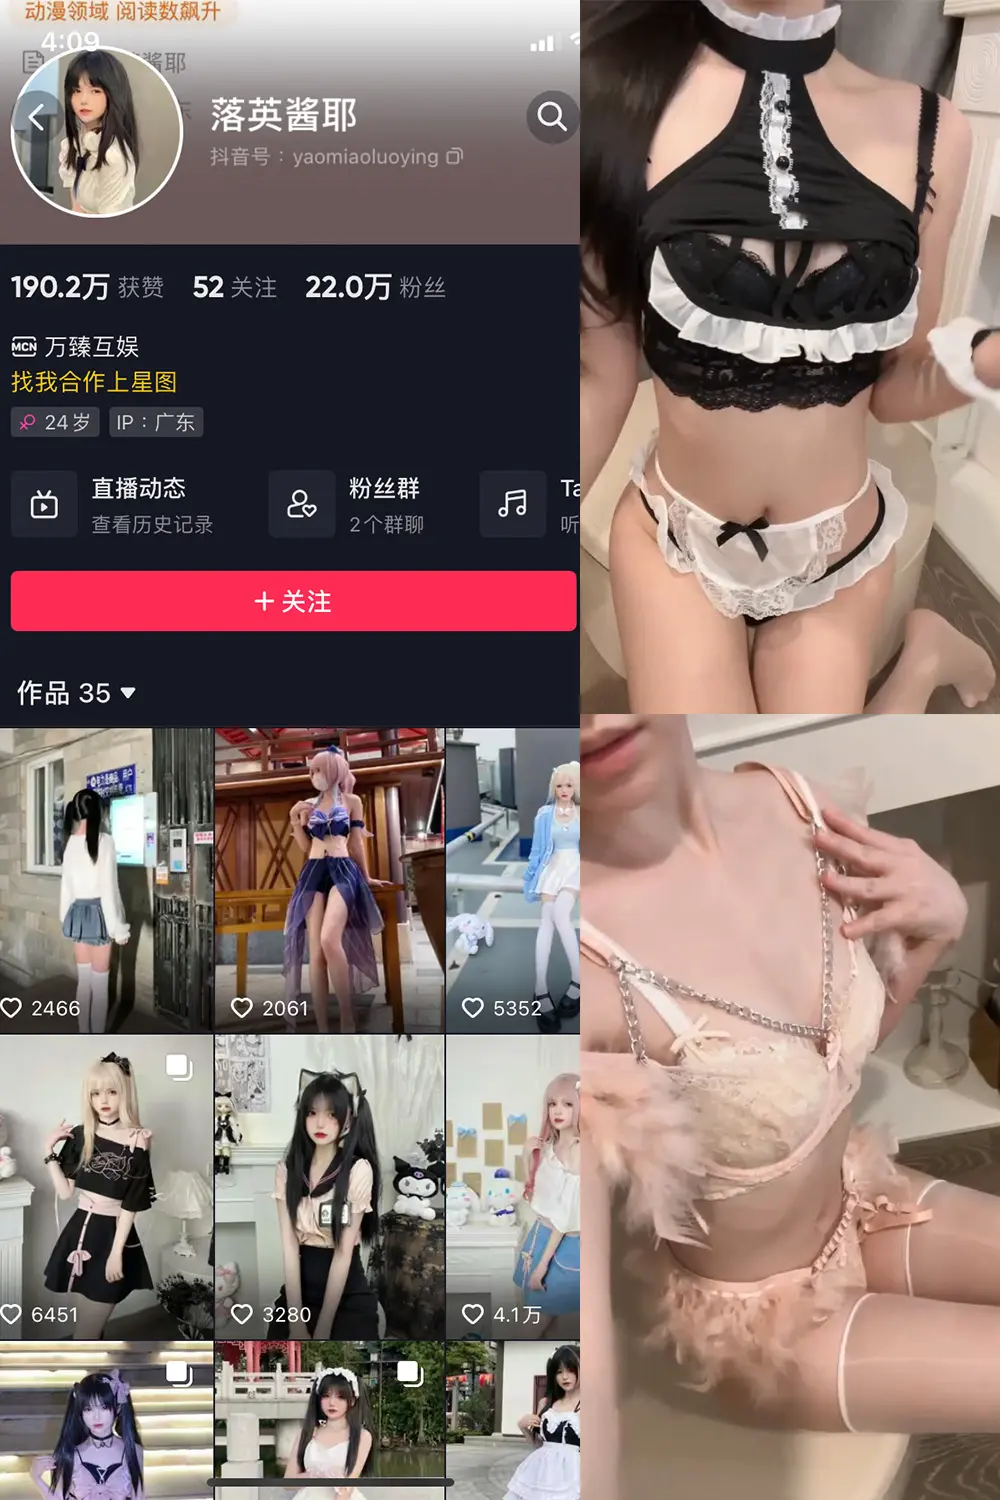 动漫领域 阅读数飙升
4:09
酱耶
落英酱耶
抖音号：yaomiaoluoying
190.2万 获赞 52 关注 22.0万 粉丝
MCN 万臻互娱
找我合作上星图
24岁 IP：广东
直播动态 粉丝群
查看历史记录 2个群聊 听
+ 关注
作品 35
2466 2061 5352
6451 3280 4.1万